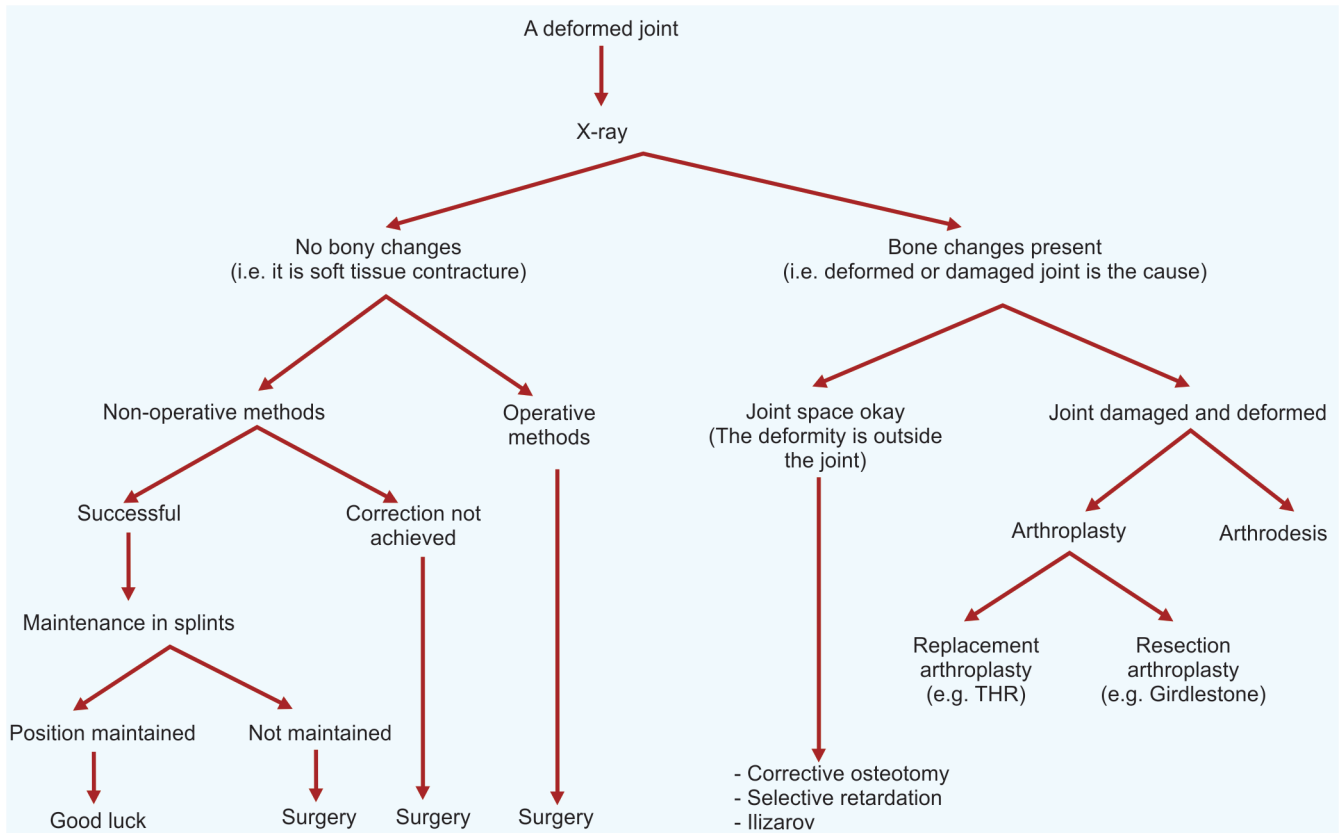 A deformed joint
X-ray
No bony changes
(i.e. it is soft tissue contracture)
Bone changes present
(i.e. deformed or damaged joint is the cause)
Non-operative methods
Operative
methods
Joint space okay
(The deformity is outside
the joint)
Joint damaged and deformed
Successful
Correction not
achieved
Arthroplasty
Arthrodesis
Maintenance in splints
Replacement
arthroplasty
(e.g. THR)
Resection
arthroplasty
(e.g. Girdlestone)
Position maintained
Not maintained
Good luck
Surgery
Surgery
Surgery
- Corrective osteotomy
- Selective retardation
- Ilizarov